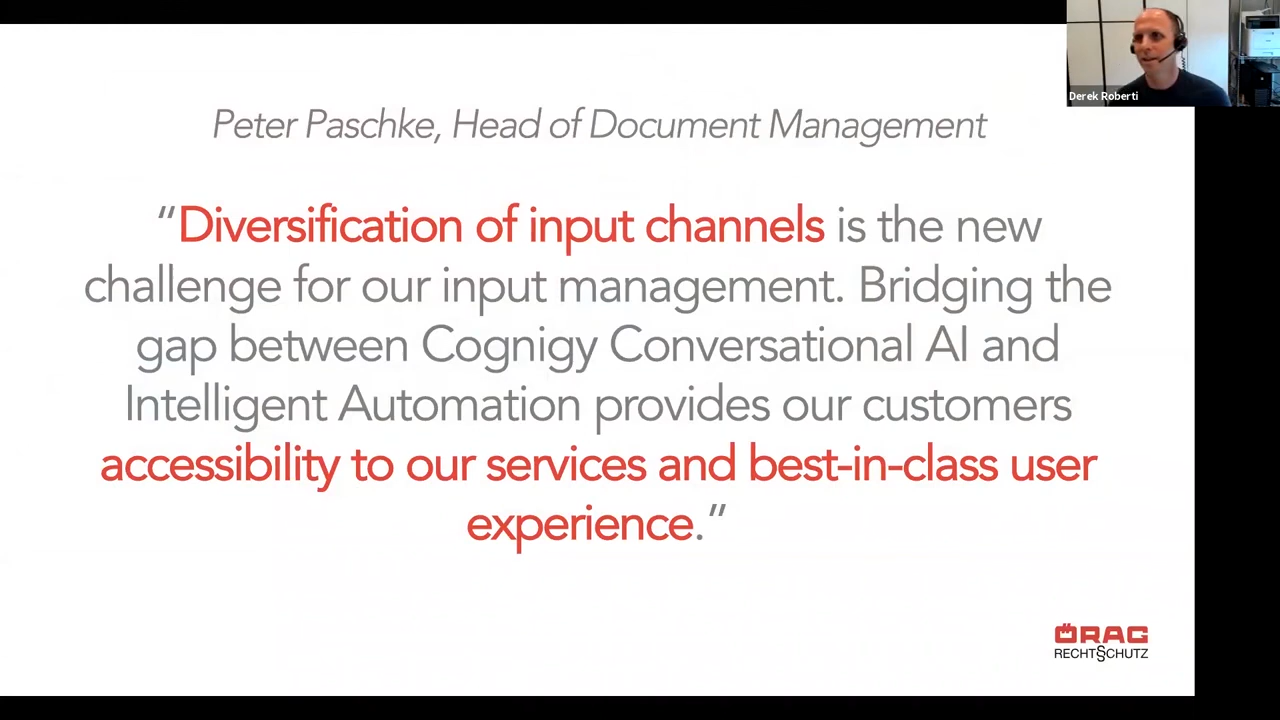 Derek Roberti
Peter Paschke, Head of Document Management
“Diversification of input channels is the new
challenge for our input management. Bridging the
gap between Cognigy Conversational AI and
Intelligent Automation provides our customers
accessibility to our services and best-in-class user
experience.”
ÖRAG
RECHTSSCHUTZ